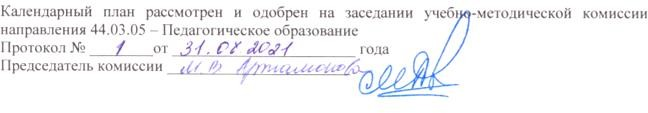 Календарный план рассмотрен и одобрен на заседании учебно-методической комиссии
направления 44.03.05 – Педагогическое образование
Протокол № 1 от 31.08.2021 года
Председатель комиссии М.В. Артамонова